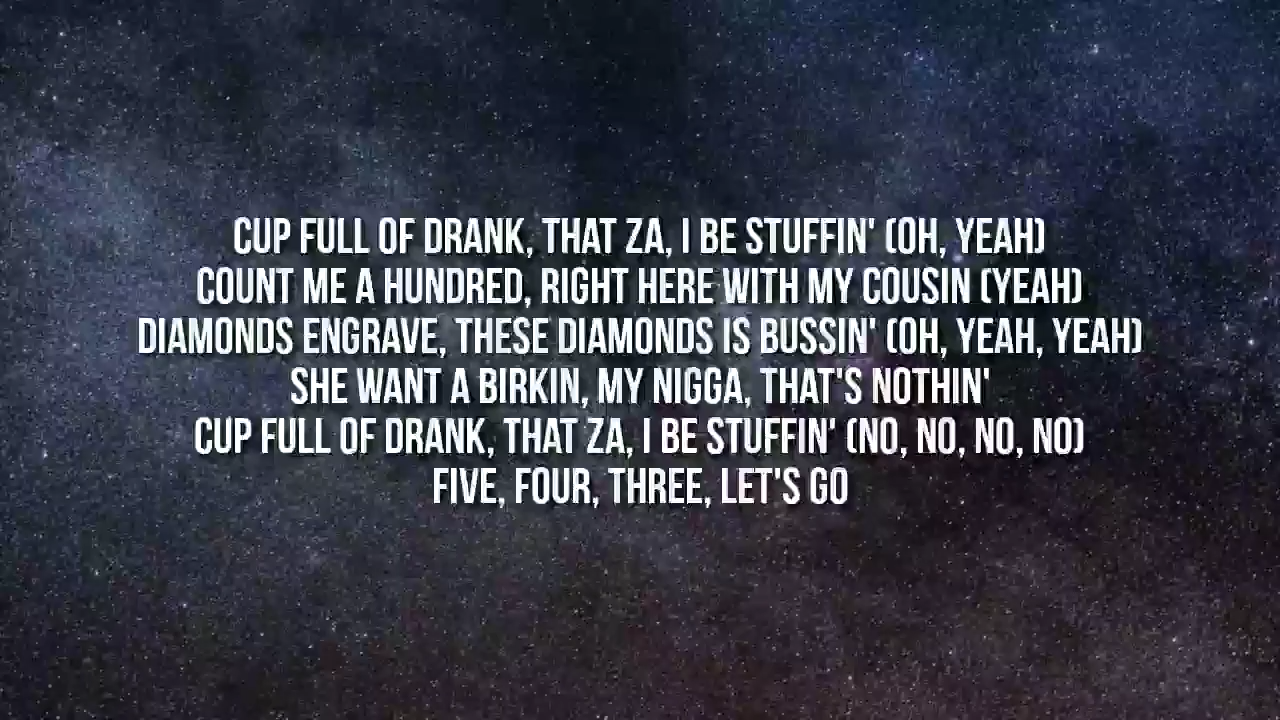 CUP FULL OF DRANK, THAT ZA, I BE STUFFIN' (OH, YEAH)
COUNT ME A HUNDRED, RIGHT HERE WITH MY COUSIN (YEAH)
DIAMONDS ENGRAVE, THESE DIAMONDS IS BUSSIN' (OH, YEAH, YEAH)
SHE WANT A BIRKIN, MY NIGGA, THAT'S NOTHIN'
CUP FULL OF DRANK, THAT ZA, I BE STUFFIN' (NO, NO, NO, NO)
FIVE, FOUR, THREE, LET'S GO